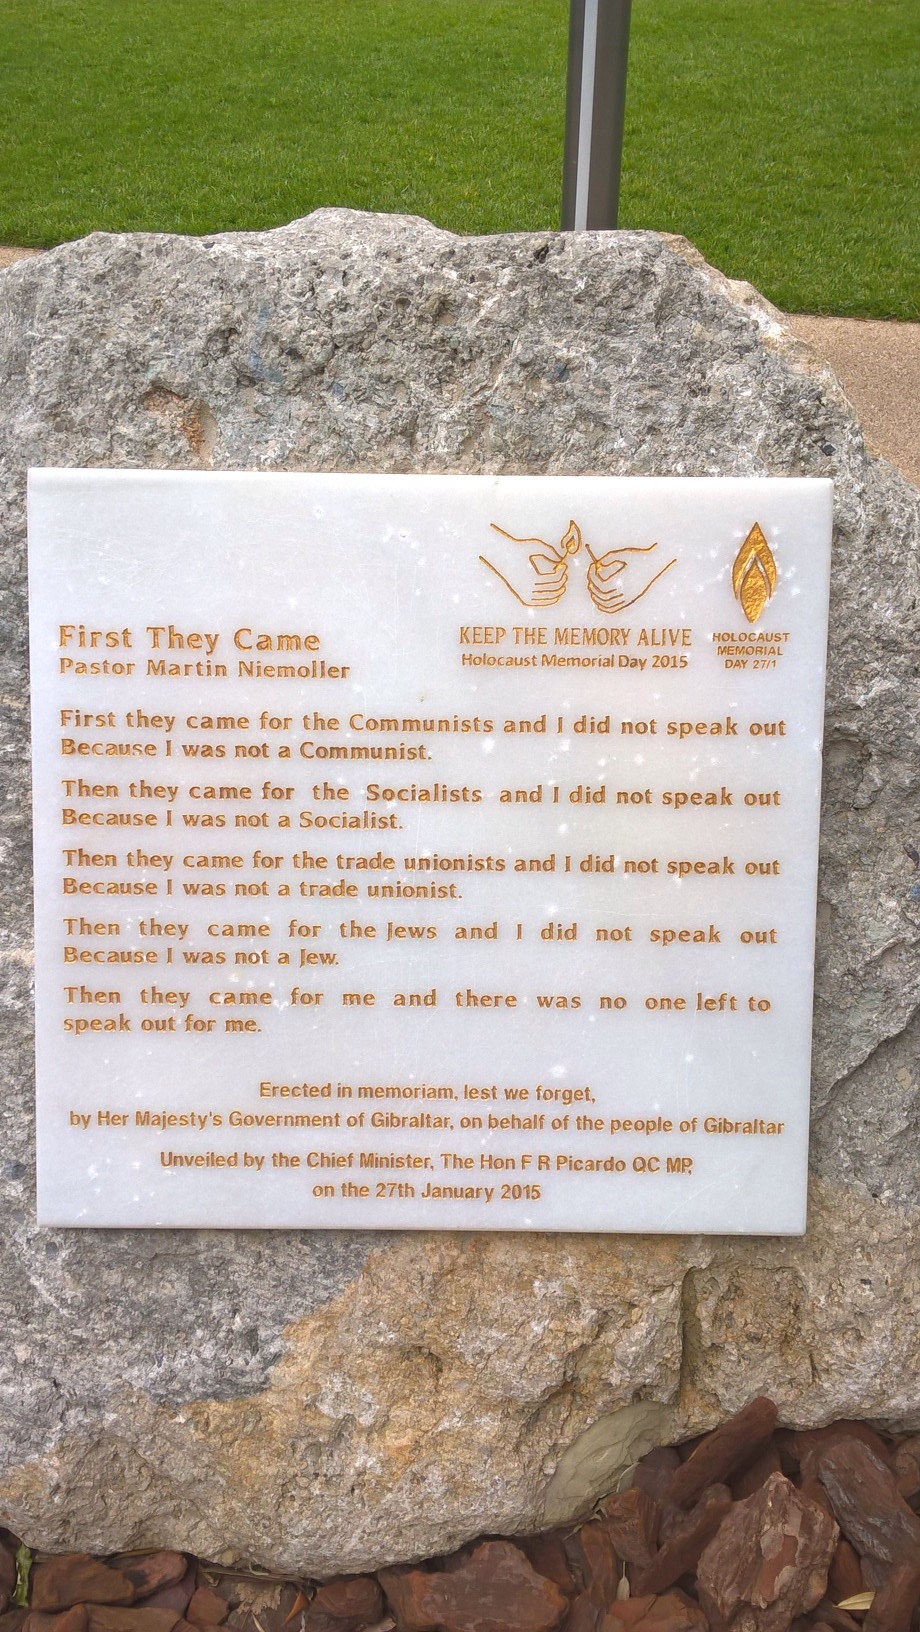 KEEP THE MEMORY ALIVE
Holocaust Memorial Day 2015
HOLOCAUST
MEMORIAL
DAY 27/1
First They Came
Pastor Martin Niemoller
First they came for the Communists and I did not speak out
Because I was not a Communist.
Then they came for the Socialists and I did not speak out
Because I was not a Socialist.
Then they came for the trade unionists and I did not speak out
Because I was not a trade unionist.
Then they came for the Jews and I did not speak out
Because I was not a Jew.
Then they came for me and there was no one left to
speak out for me.
Erected in memoriam, lest we forget,
by Her Majesty's Government of Gibraltar, on behalf of the people of Gibraltar
Unveiled by the Chief Minister, The Hon F R Picardo QC MP,
on the 27th January 2015